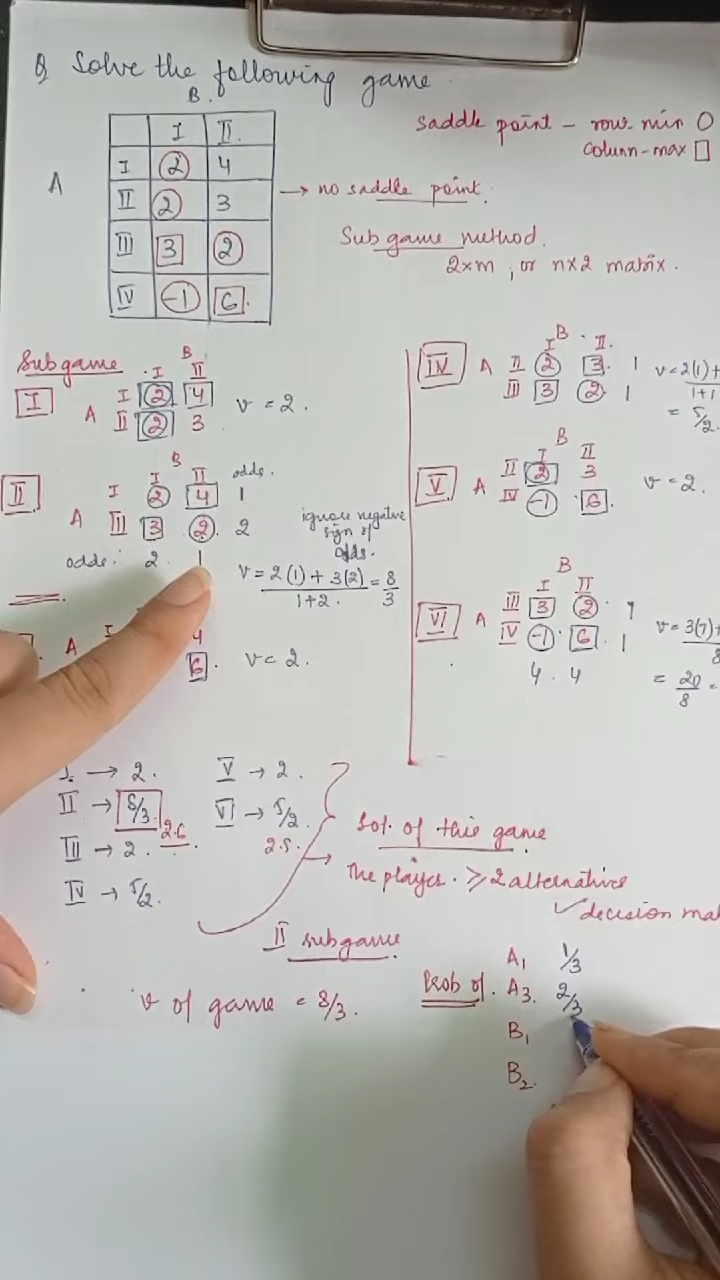 Q Solve the following game.
B.
I II
A
I 2 4
II 2 3
III 3 2
IV -1 6
→ no saddle point.
Saddle point - row min O
Column-max □
Sub game method.
2xm, or nx2 matrix.
Subgame
B
I II
I A I 2 4
II 2 3
v = 2.
B
I II odds.
II A I 2 4 1
III 3 2 2
odds: 2 1
ignore negative
sign of
odds.
v = 2(1) + 3(2) = 8
1+2. 3
A 4
6.
v = 2.
B
I II.
IV A II 2 3 1
III 3 2 1
v = 2(1)+
1+1
= 5/2.
B
I II
V A II 2 3
IV -1 6
v = 2.
B
I II
VI A III 3 2 7
IV -1 6 1
4 . 4
v = 3(7)+
8
= 20 =
8
I → 2.
II → 8/3. 2.6
III → 2.
IV → 5/2.
V → 2.
VI → 5/2
2.5.
Sol. of this game
→ The player. ⩾ 2 alternatives
✓decision ma
II subgame
v of game = 8/3.
Prob of.
A1 1/3
A3. 2/3
B1
B2.